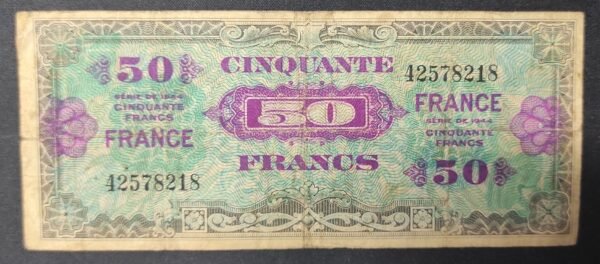 50
SÉRIE DE 1944
CINQUANTE
FRANCS
FRANCE
42578218
CINQUANTE
50
FRANCS
42578218
FRANCE
SÉRIE DE 1944
CINQUANTE
FRANCS
50